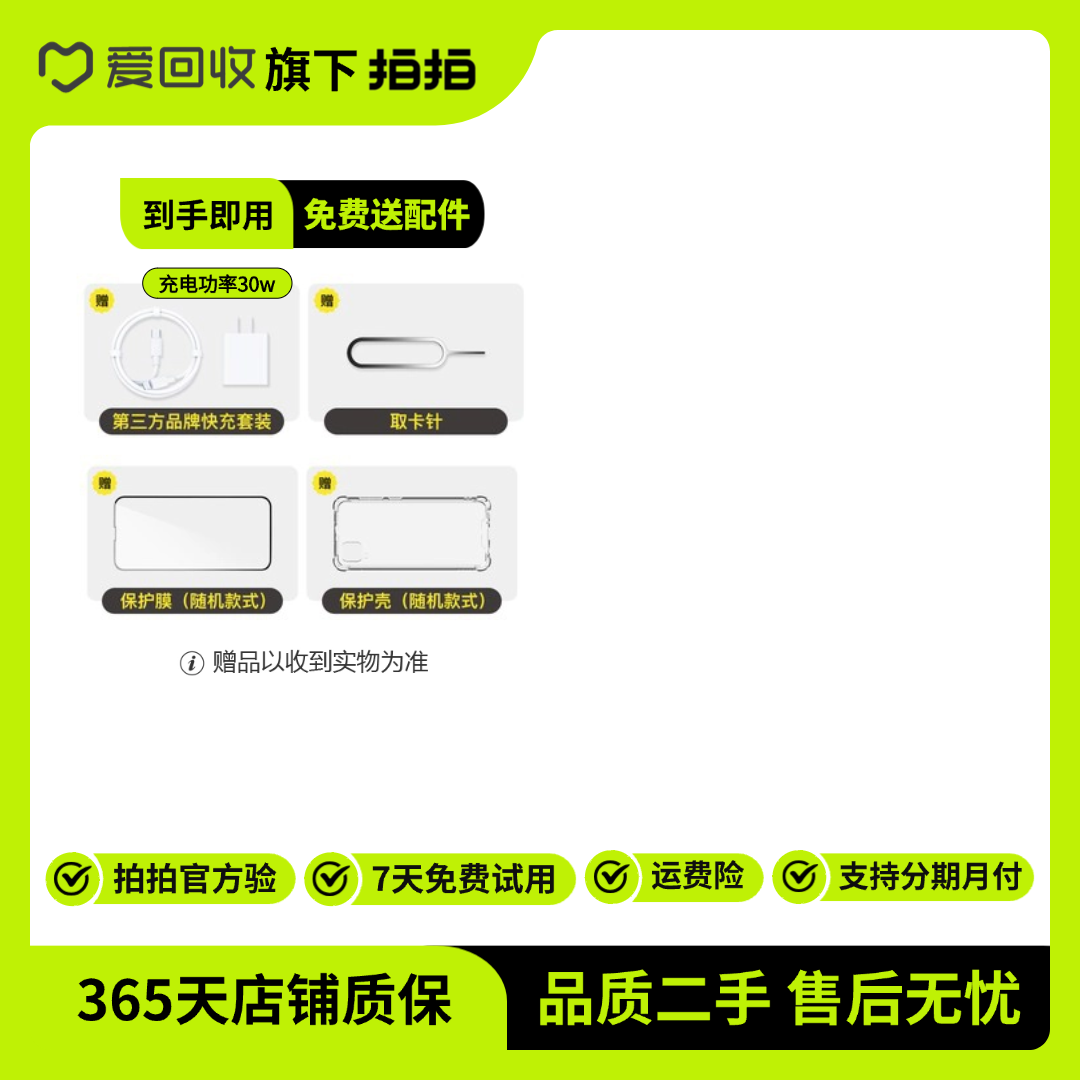 爱回收旗下拍拍
到手即用 免费送配件
充电功率30w
赠
赠
第三方品牌快充套装
取卡针
赠
赠
保护膜（随机款式）
保护壳（随机款式）
i 赠品以收到实物为准
拍拍官方验
7天免费试用
运费险
支持分期月付
365天店铺质保
品质二手 售后无忧